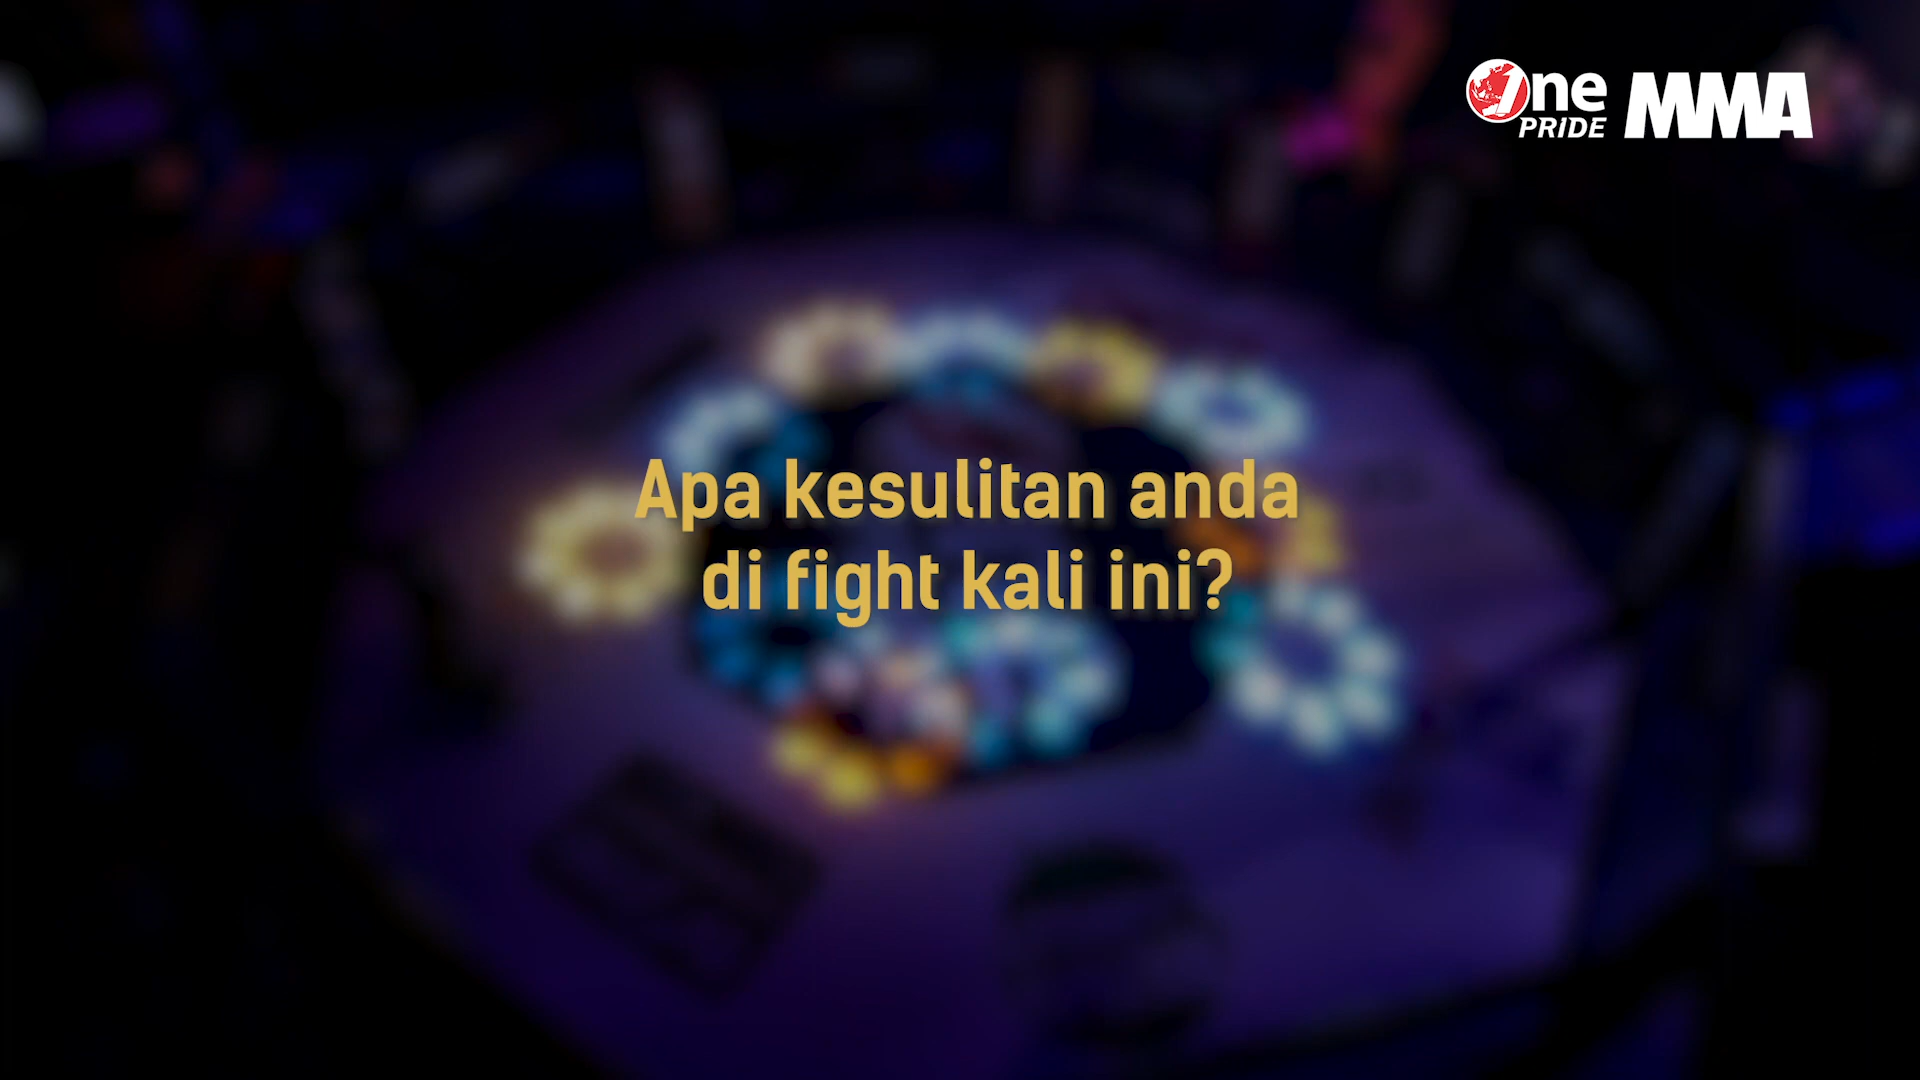 One
PRIDE
MMA
Apa kesulitan anda
di fight kali ini?